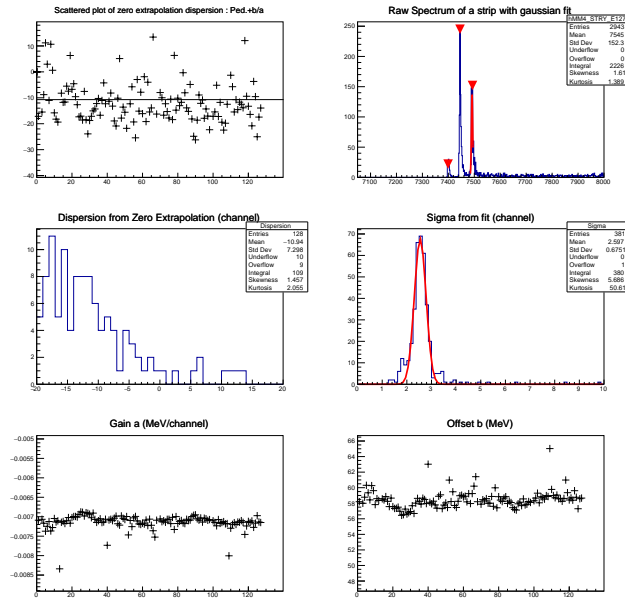 Scattered plot of zero extrapolation dispersion : Ped.+b/a
10
0
−10
−20
−30
−40
0 20 40 60 80 100 120
Raw Spectrum of a strip with gaussian fit
hMM4_STRY_E127
Entries 2943
Mean 7545
Std Dev 152.3
Underflow 0
Overflow 0
Integral 2226
Skewness 1.61
Kurtosis 1.389
250
200
150
100
50
0
7100 7200 7300 7400 7500 7600 7700 7800 7900 8000
Dispersion from Zero Extrapolation (channel)
Dispersion
Entries 128
Mean −10.94
Std Dev 7.298
Underflow 10
Overflow 9
Integral 109
Skewness 1.457
Kurtosis 2.055
10
8
6
4
2
0
−20 −15 −10 −5 0 5 10 15 20
Sigma from fit (channel)
Sigma
Entries 381
Mean 2.597
Std Dev 0.6751
Underflow 0
Overflow 1
Integral 380
Skewness 5.686
Kurtosis 50.61
70
60
50
40
30
20
10
0
0 1 2 3 4 5 6 7 8 9 10
Gain a (MeV/channel)
−0.005
−0.0055
−0.006
−0.0065
−0.007
−0.0075
−0.008
−0.0085
0 20 40 60 80 100 120
Offset b (MeV)
66
64
62
60
58
56
54
52
50
48
0 20 40 60 80 100 120